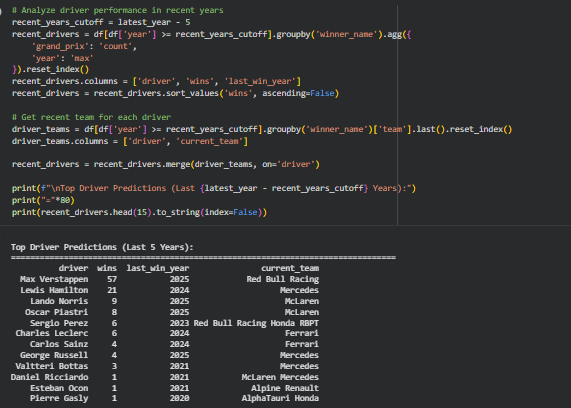 # Analyze driver performance in recent years
recent_years_cutoff = latest_year - 5
recent_drivers = df[df['year'] >= recent_years_cutoff].groupby('winner_name').agg({
    'grand_prix': 'count',
    'year': 'max'
}).reset_index()
recent_drivers.columns = ['driver', 'wins', 'last_win_year']
recent_drivers = recent_drivers.sort_values('wins', ascending=False)

# Get recent team for each driver
driver_teams = df[df['year'] >= recent_years_cutoff].groupby('winner_name')['team'].last().reset_index()
driver_teams.columns = ['driver', 'current_team']

recent_drivers = recent_drivers.merge(driver_teams, on='driver')

print(f"\nTop Driver Predictions (Last {latest_year - recent_years_cutoff} Years):")
print("="*80)
print(recent_drivers.head(15).to_string(index=False))

Top Driver Predictions (Last 5 Years):
================================================================================
driver wins last_win_year current_team
Max Verstappen 57 2025 Red Bull Racing
Lewis Hamilton 21 2024 Mercedes
Lando Norris 9 2025 McLaren
Oscar Piastri 8 2025 McLaren
Sergio Perez 6 2023 Red Bull Racing Honda RBPT
Charles Leclerc 6 2024 Ferrari
Carlos Sainz 4 2024 Ferrari
George Russell 4 2025 Mercedes
Valtteri Bottas 3 2021 Mercedes
Daniel Ricciardo 1 2021 McLaren Mercedes
Esteban Ocon 1 2021 Alpine Renault
Pierre Gasly 1 2020 AlphaTauri Honda